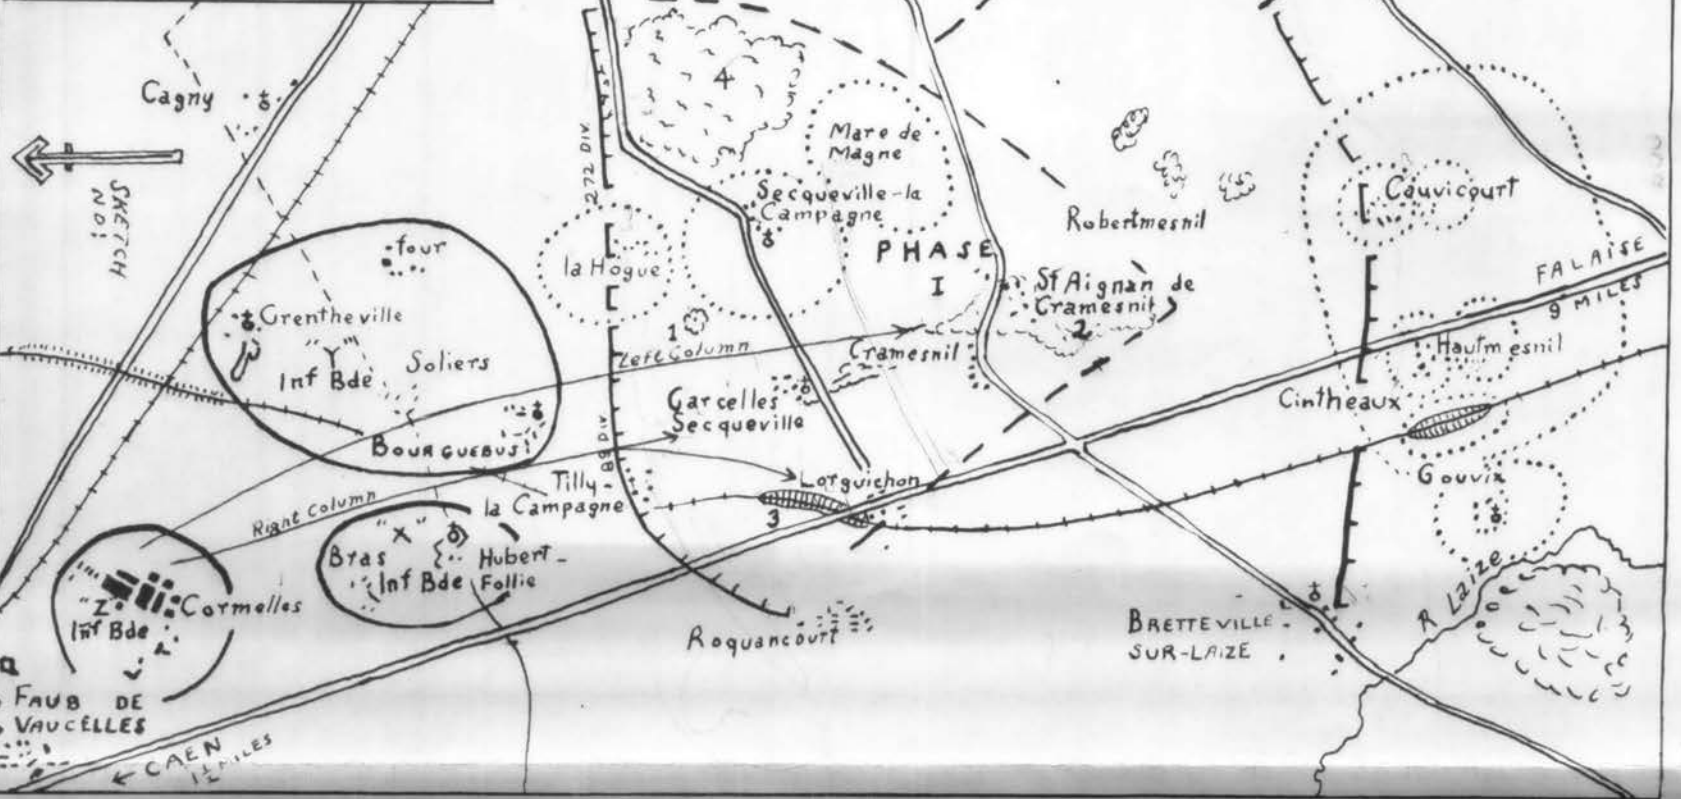 4
Cagny
272 DIV.
Mare de
Magne
SKETCH
NO:
Secqueville-la
Campagne
Cauvicourt
Robertmesnil
four
PHASE
I
la Hogue
FALAISE
9 MILES
St Aignan de
Cramesnil
2
Grentheville
1
"Y"
Inf Bde
Soliers
Left Column
Cramesnil
Hautmesnil
Garcelles
Secqueville
Cintheaux
BOURGUEBUS
89 DIV
Tilly-
la Campagne
Lorguichon
3
Gouvix
Right Column
Bras "X"
Inf Bde
Hubert-
Follie
"Z"
Inf Bde
Cormelles
Roquancourt
BRETTEVILLE
SUR-LAIZE
R Laize
FAUB DE
VAUCELLES
CAEN
1½ MILES